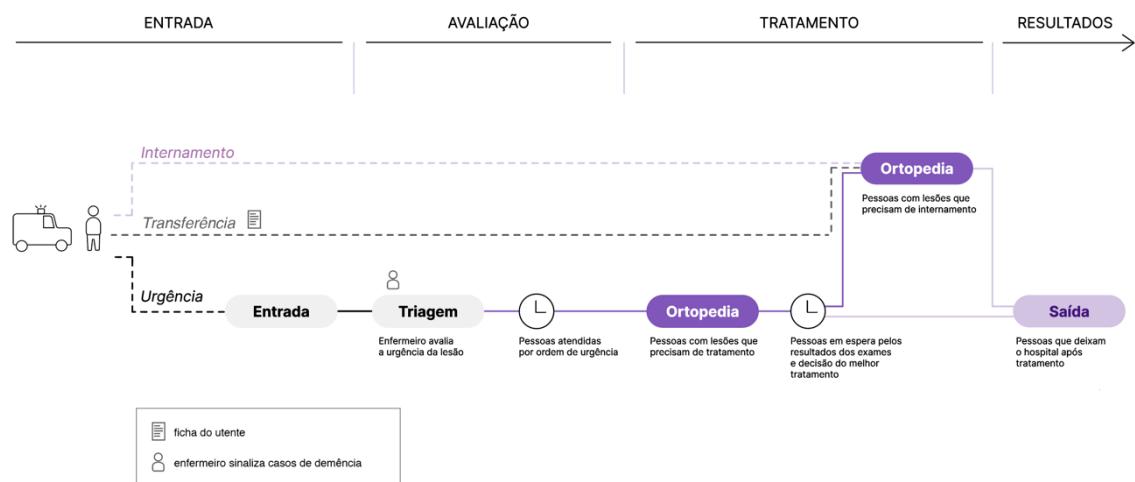 ENTRADA
AVALIAÇÃO
TRATAMENTO
RESULTADOS
Internamento
Ortopedia
Pessoas com lesões que
precisam de internamento
Transferência
Urgência
Entrada
Triagem
Enfermeiro avalia
a urgência da lesão
Pessoas atendidas
por ordem de urgência
Ortopedia
Pessoas com lesões que
precisam de tratamento
Pessoas em espera pelos
resultados dos exames
e decisão do melhor
tratamento
Saída
Pessoas que deixam
o hospital após
tratamento
ficha do utente
enfermeiro sinaliza casos de demência